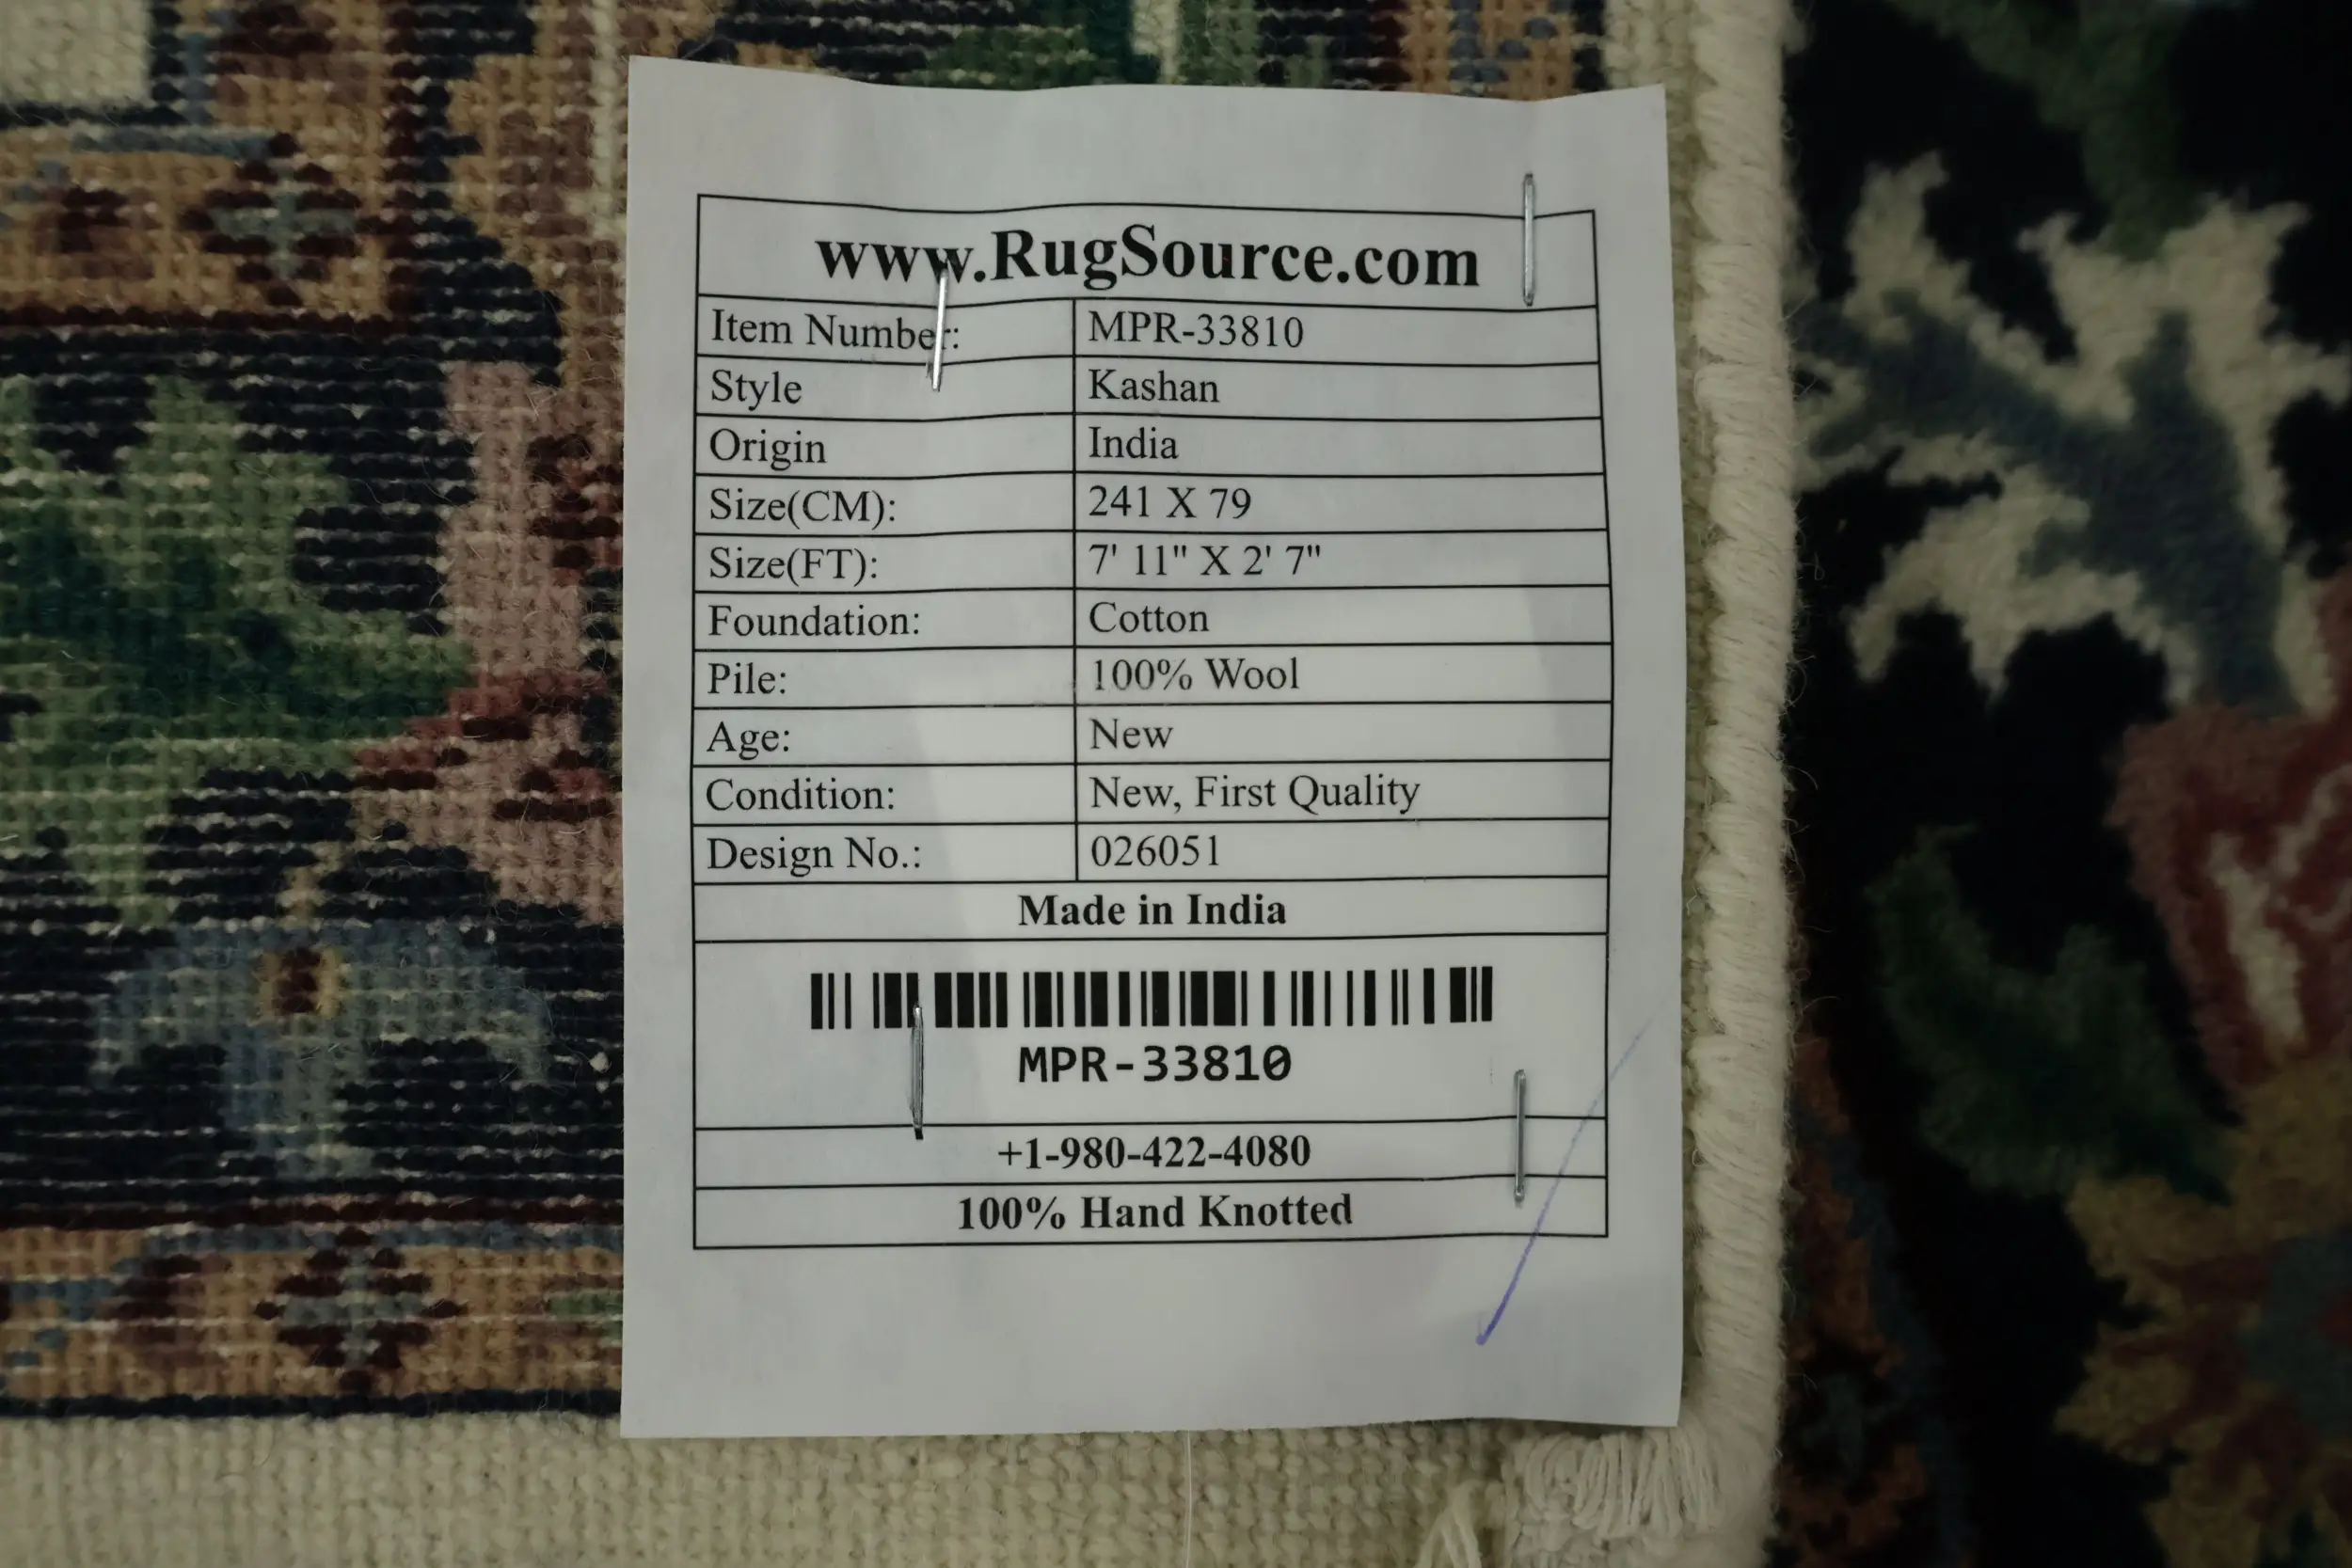 www.RugSource.com
Item Number: MPR-33810
Style Kashan
Origin India
Size(CM): 241 X 79
Size(FT): 7' 11" X 2' 7"
Foundation: Cotton
Pile: 100% Wool
Age: New
Condition: New, First Quality
Design No.: 026051
Made in India
MPR-33810
+1-980-422-4080
100% Hand Knotted